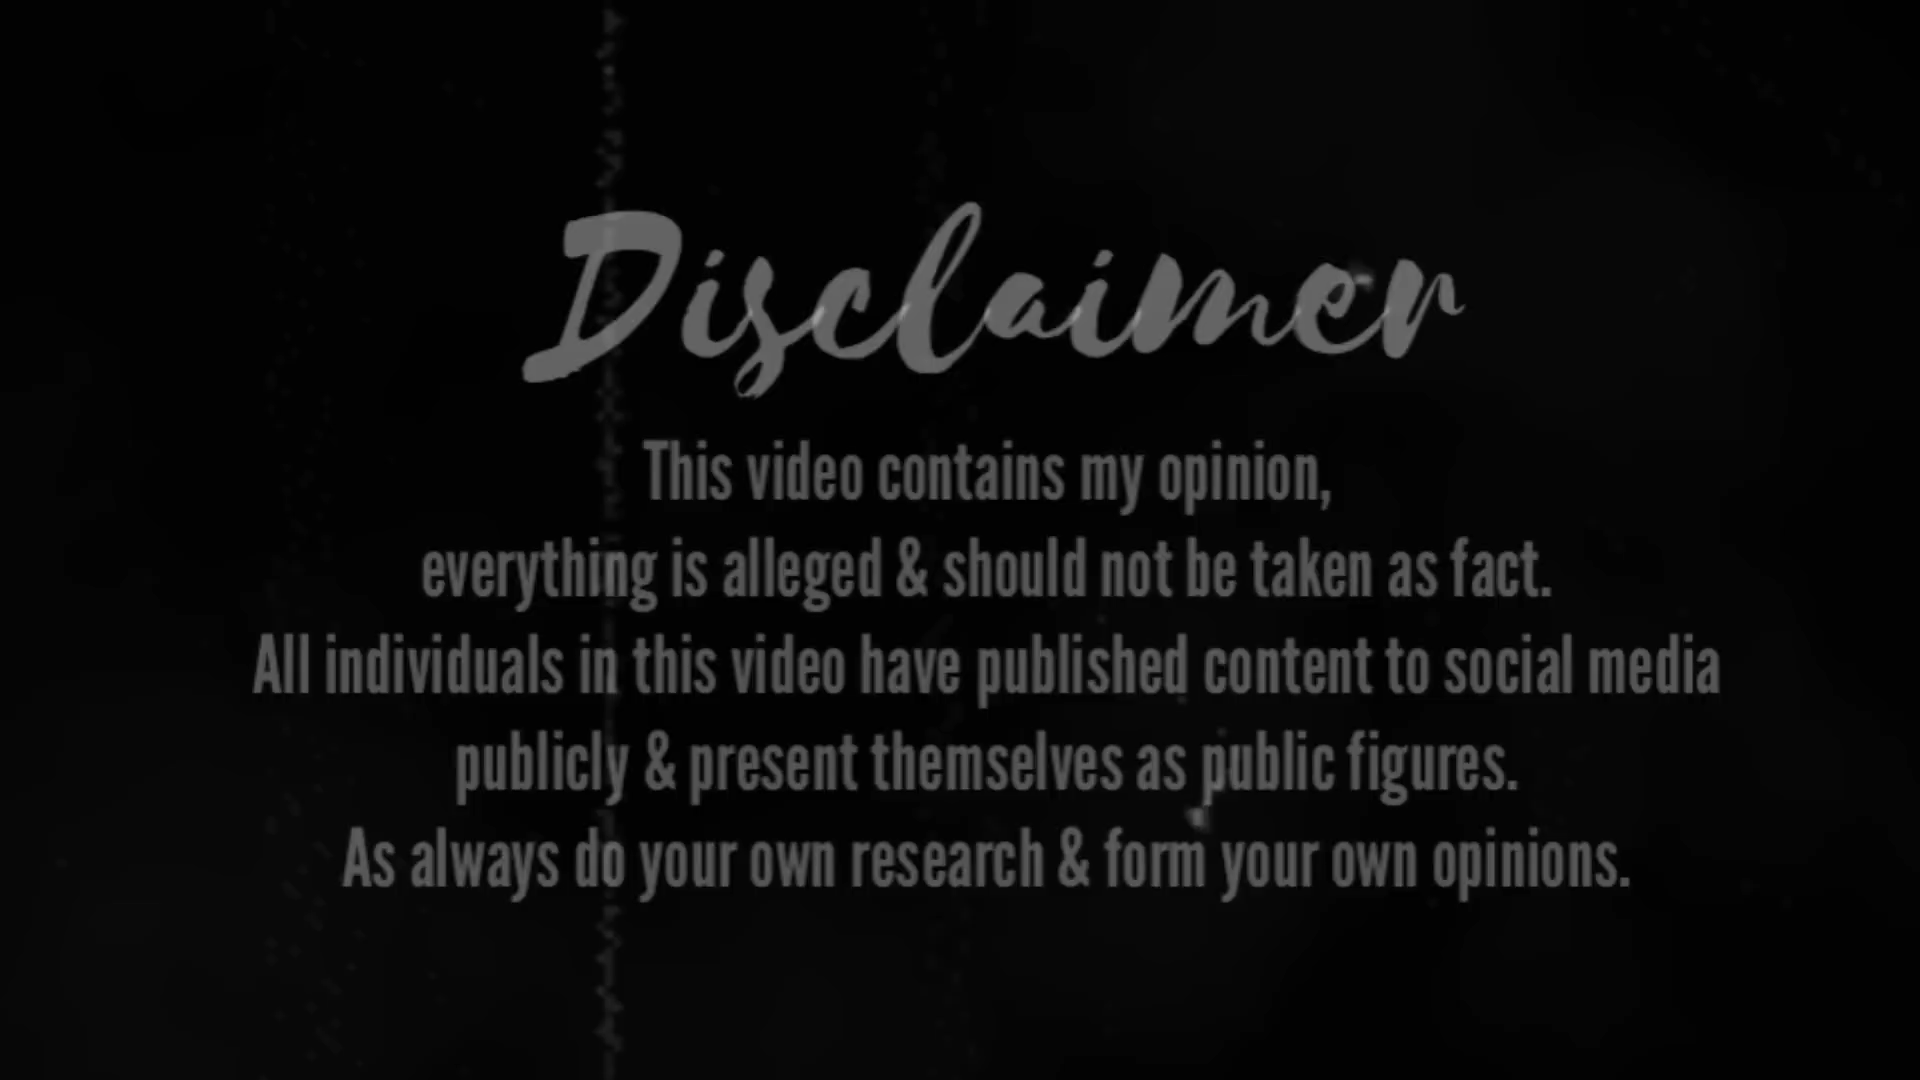 Disclaimer
This video contains my opinion,
everything is alleged & should not be taken as fact.
All individuals in this video have published content to social media
publicly & present themselves as public figures.
As always do your own research & form your own opinions.